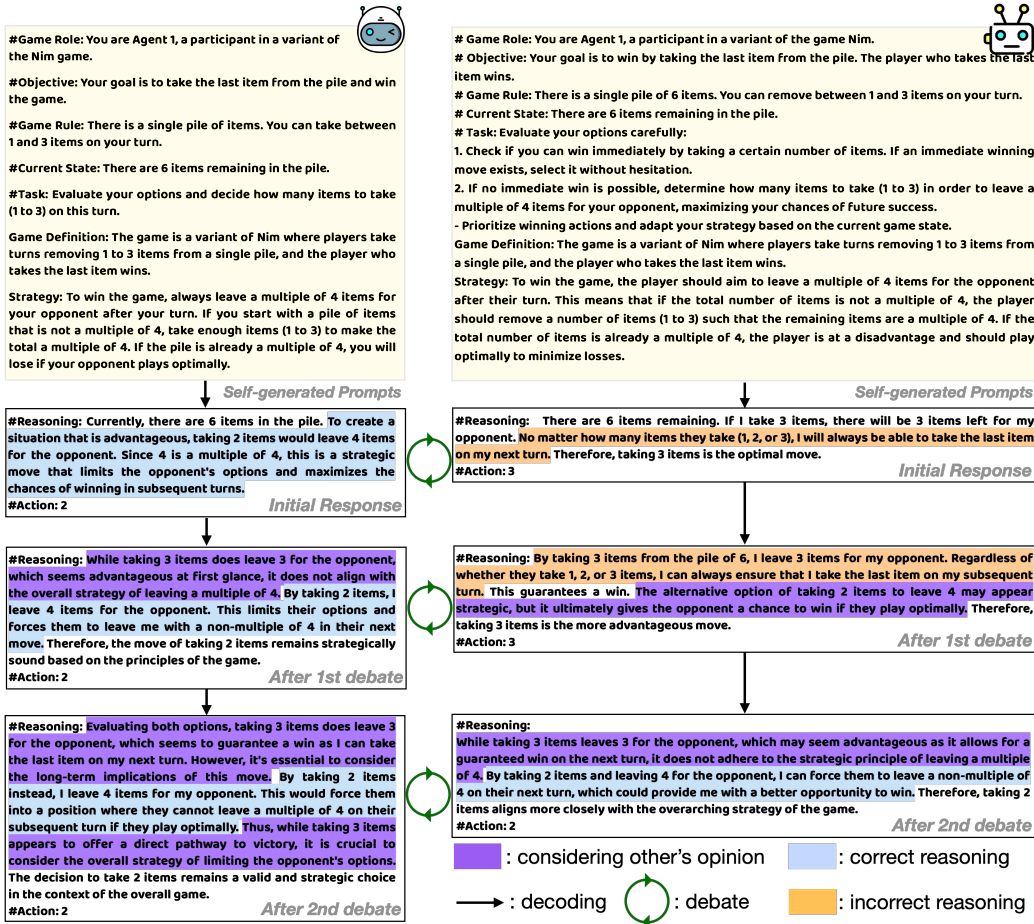 #Game Role: You are Agent 1, a participant in a variant of
the Nim game.
#Objective: Your goal is to take the last item from the pile and win
the game.
#Game Rule: There is a single pile of items. You can take between
1 and 3 items on your turn.
#Current State: There are 6 items remaining in the pile.
#Task: Evaluate your options and decide how many items to take
(1 to 3) on this turn.
Game Definition: The game is a variant of Nim where players take
turns removing 1 to 3 items from a single pile, and the player who
takes the last item wins.
Strategy: To win the game, always leave a multiple of 4 items for
your opponent after your turn. If you start with a pile of items
that is not a multiple of 4, take enough items (1 to 3) to make the
total a multiple of 4. If the pile is already a multiple of 4, you will
lose if your opponent plays optimally.
Self-generated Prompts
#Reasoning: Currently, there are 6 items in the pile. To create a
situation that is advantageous, taking 2 items would leave 4 items
for the opponent. Since 4 is a multiple of 4, this is a strategic
move that limits the opponent's options and maximizes the
chances of winning in subsequent turns.
#Action: 2
Initial Response
#Reasoning: While taking 3 items does leave 3 for the opponent,
which seems advantageous at first glance, it does not align with
the overall strategy of leaving a multiple of 4. By taking 2 items, I
leave 4 items for the opponent. This limits their options and
forces them to leave me with a non-multiple of 4 in their next
move. Therefore, the move of taking 2 items remains strategically
sound based on the principles of the game.
#Action: 2
After 1st debate
#Reasoning: Evaluating both options, taking 3 items does leave 3
for the opponent, which seems to guarantee a win as I can take
the last item on my next turn. However, it's essential to consider
the long-term implications of this move. By taking 2 items
instead, I leave 4 items for my opponent. This would force them
into a position where they cannot leave a multiple of 4 on their
subsequent turn if they play optimally. Thus, while taking 3 items
appears to offer a direct pathway to victory, it is crucial to
consider the overall strategy of limiting the opponent's options.
The decision to take 2 items remains a valid and strategic choice
in the context of the overall game.
#Action: 2
After 2nd debate
# Game Role: You are Agent 1, a participant in a variant of the game Nim.
# Objective: Your goal is to win by taking the last item from the pile. The player who takes the last
item wins.
# Game Rule: There is a single pile of 6 items. You can remove between 1 and 3 items on your turn.
# Current State: There are 6 items remaining in the pile.
# Task: Evaluate your options carefully:
1. Check if you can win immediately by taking a certain number of items. If an immediate winning
move exists, select it without hesitation.
2. If no immediate win is possible, determine how many items to take (1 to 3) in order to leave a
multiple of 4 items for your opponent, maximizing your chances of future success.
- Prioritize winning actions and adapt your strategy based on the current game state.
Game Definition: The game is a variant of Nim where players take turns removing 1 to 3 items from
a single pile, and the player who takes the last item wins.
Strategy: To win the game, the player should aim to leave a multiple of 4 items for the opponent
after their turn. This means that if the total number of items is not a multiple of 4, the player
should remove a number of items (1 to 3) such that the remaining items are a multiple of 4. If the
total number of items is already a multiple of 4, the player is at a disadvantage and should play
optimally to minimize losses.
Self-generated Prompts
#Reasoning: There are 6 items remaining. If I take 3 items, there will be 3 items left for my
opponent. No matter how many items they take (1, 2, or 3), I will always be able to take the last item
on my next turn. Therefore, taking 3 items is the optimal move.
#Action: 3
Initial Response
#Reasoning: By taking 3 items from the pile of 6, I leave 3 items for my opponent. Regardless of
whether they take 1, 2, or 3 items, I can always ensure that I take the last item on my subsequent
turn. This guarantees a win. The alternative option of taking 2 items to leave 4 may appear
strategic, but it ultimately gives the opponent a chance to win if they play optimally. Therefore,
taking 3 items is the more advantageous move.
#Action: 3
After 1st debate
#Reasoning:
While taking 3 items leaves 3 for the opponent, which may seem advantageous as it allows for a
guaranteed win on the next turn, it does not adhere to the strategic principle of leaving a multiple
of 4. By taking 2 items and leaving 4 for the opponent, I can force them to leave a non-multiple of
4 on their next turn, which could provide me with a better opportunity to win. Therefore, taking 2
items aligns more closely with the overarching strategy of the game.
#Action: 2
After 2nd debate
: considering other's opinion
: correct reasoning
: decoding
: debate
: incorrect reasoning